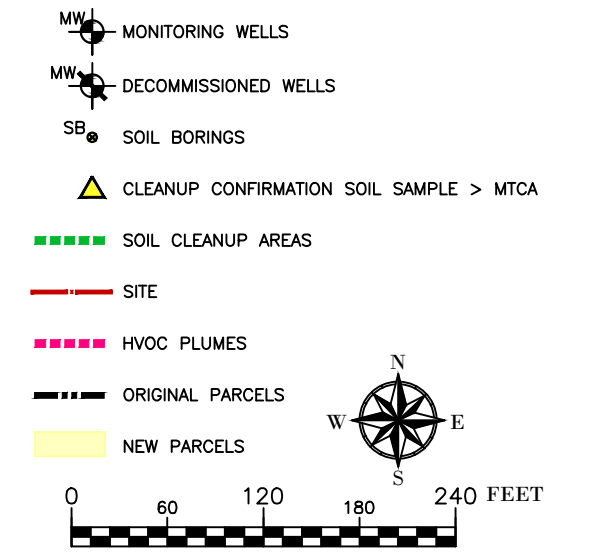 MW MONITORING WELLS
MW DECOMMISSIONED WELLS
SB SOIL BORINGS
CLEANUP CONFIRMATION SOIL SAMPLE > MTCA
SOIL CLEANUP AREAS
SITE
HVOC PLUMES
ORIGINAL PARCELS
NEW PARCELS
N
W E
S
0 60 120 180 240 FEET